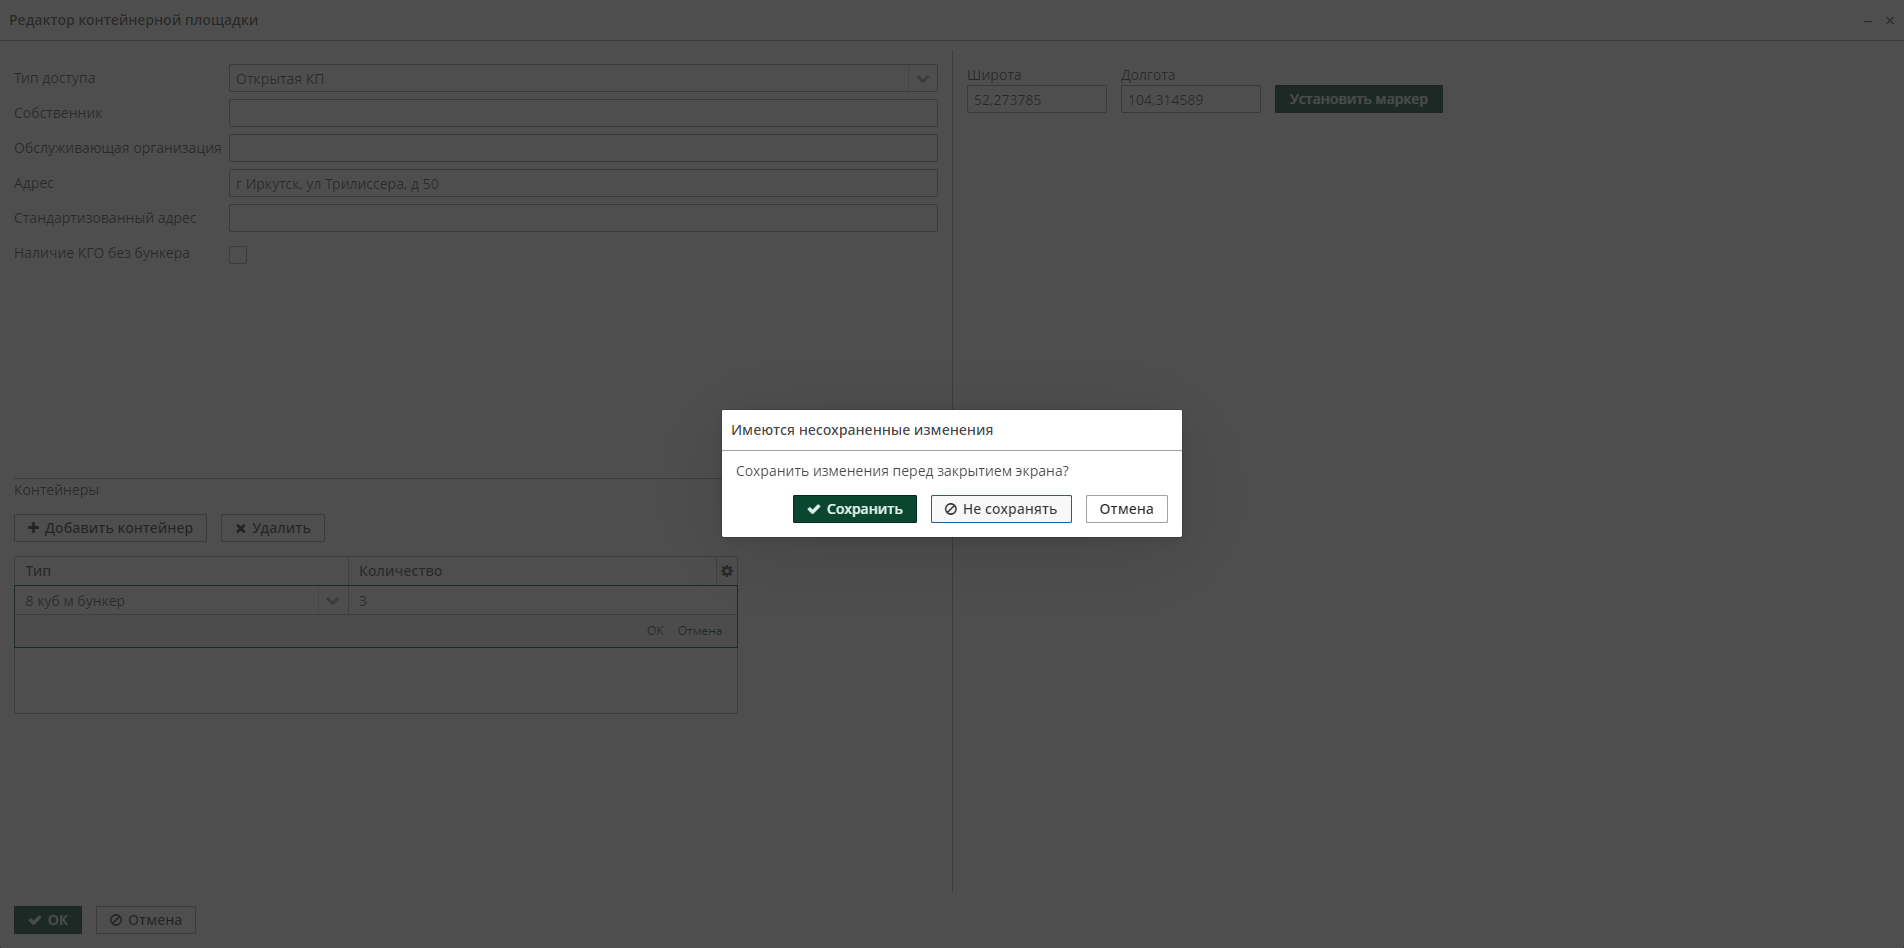 Редактор контейнерной площадки
Тип доступа
Открытая КП
Собственник
Обслуживающая организация
Адрес
г Иркутск, ул Трилиссера, д 50
Стандартизованный адрес
Наличие КГО без бункера
Широта
Долгота
52,273785
104,314589
Установить маркер
Имеются несохраненные изменения
Сохранить изменения перед закрытием экрана?
Сохранить
Не сохранять
Отмена
Контейнеры
Добавить контейнер
Удалить
Тип
Количество
8 куб м бункер
3
OK
Отмена
OK
Отмена